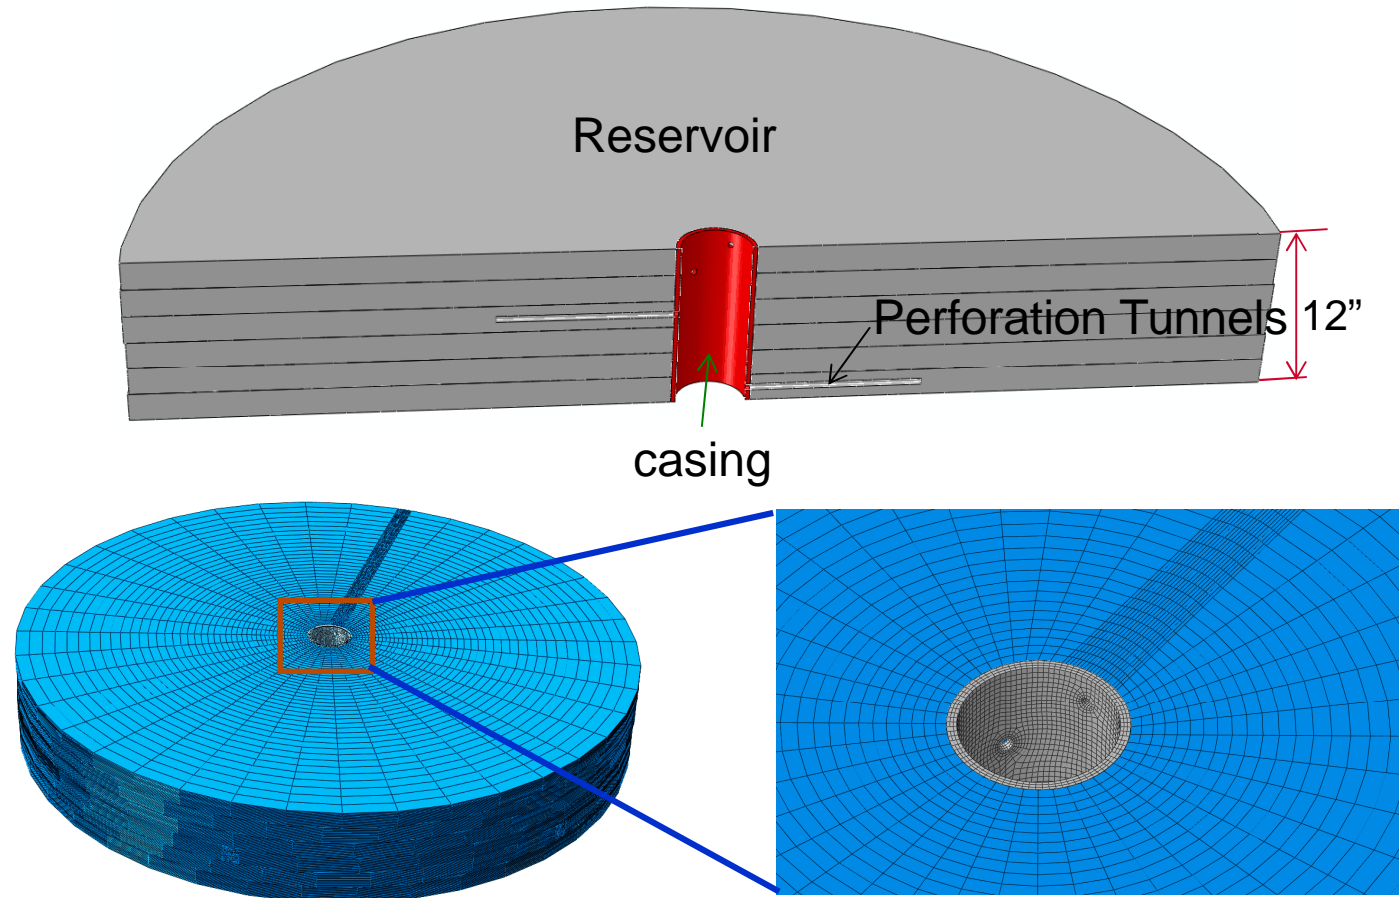 Reservoir
Perforation Tunnels
12”
casing